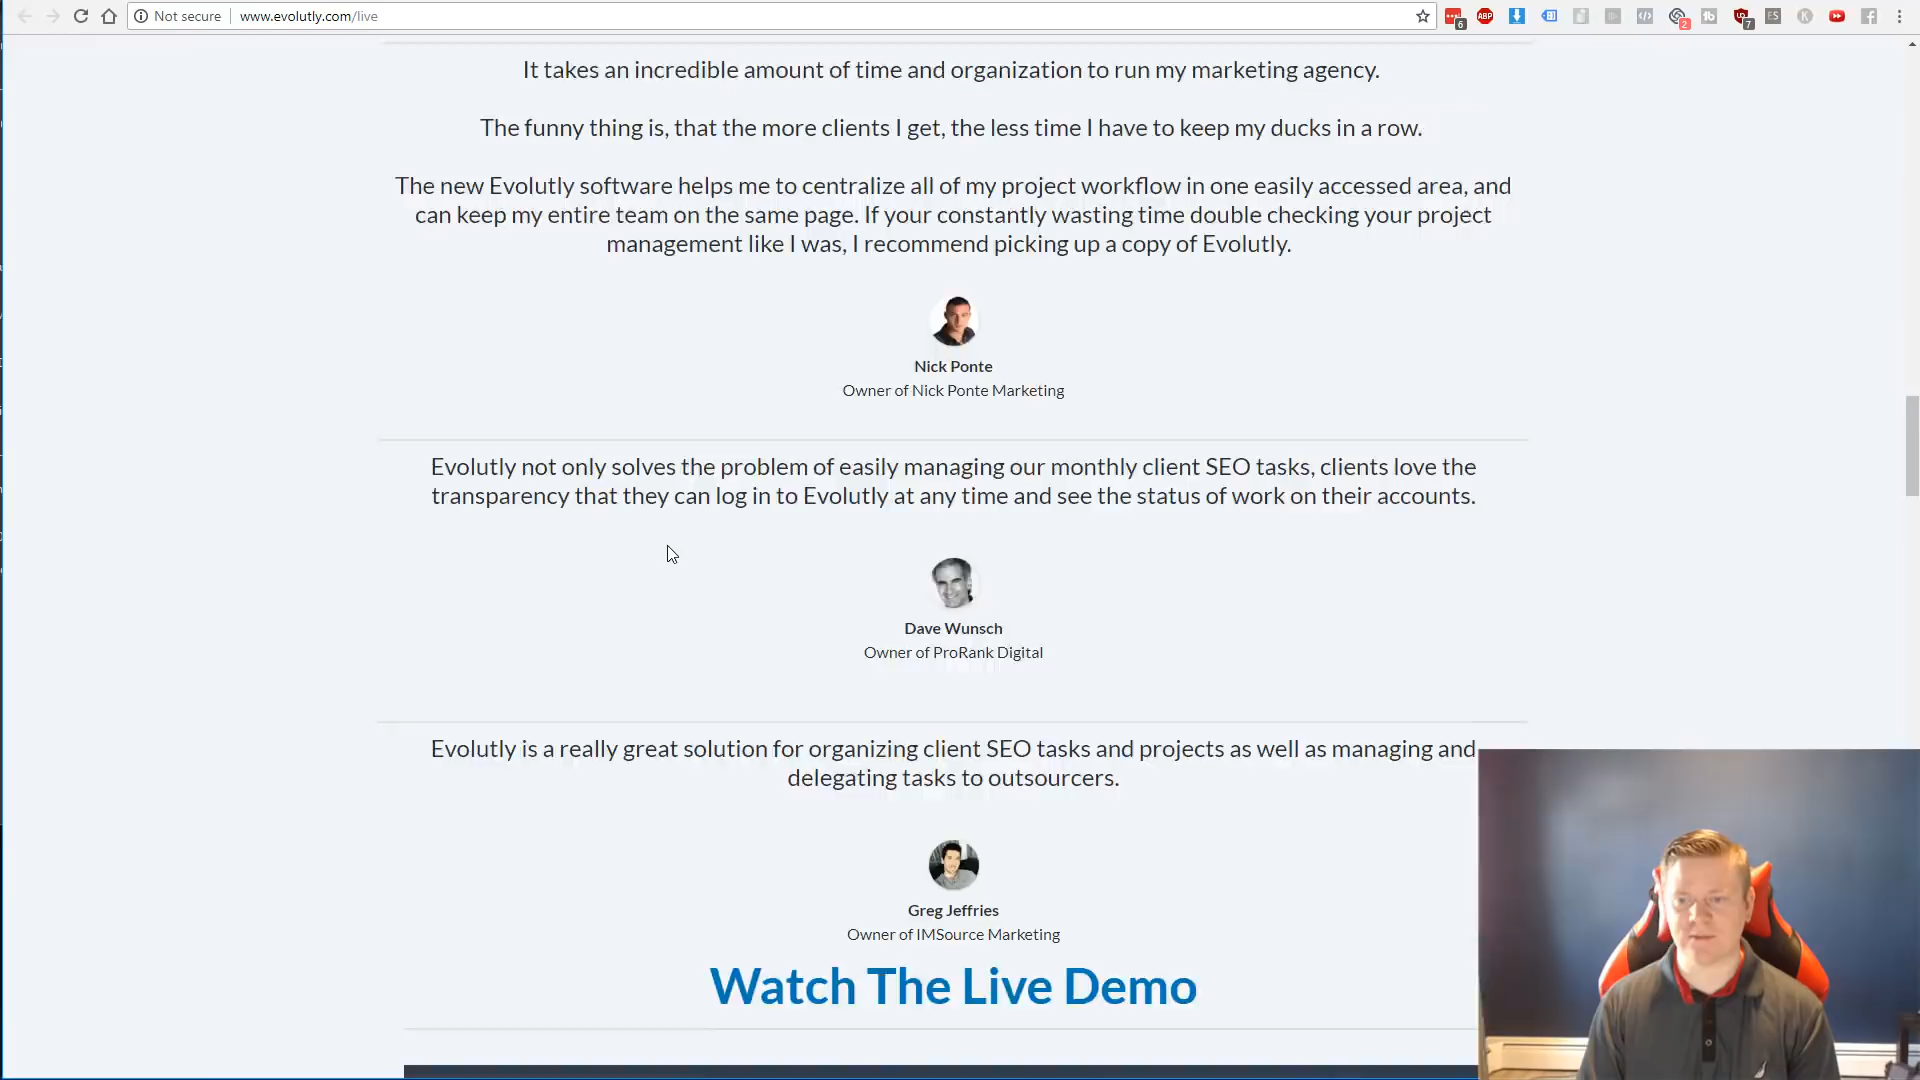 Not secure
www.evolutly.com/live
6
ABP
2
7
ES
K
It takes an incredible amount of time and organization to run my marketing agency.
The funny thing is, that the more clients I get, the less time I have to keep my ducks in a row.
The new Evolutly software helps me to centralize all of my project workflow in one easily accessed area, and
can keep my entire team on the same page. If your constantly wasting time double checking your project
management like I was, I recommend picking up a copy of Evolutly.
Nick Ponte
Owner of Nick Ponte Marketing
Evolutly not only solves the problem of easily managing our monthly client SEO tasks, clients love the
transparency that they can log in to Evolutly at any time and see the status of work on their accounts.
Dave Wunsch
Owner of ProRank Digital
Evolutly is a really great solution for organizing client SEO tasks and projects as well as managing and
delegating tasks to outsourcers.
Greg Jeffries
Owner of IMSource Marketing
Watch The Live Demo